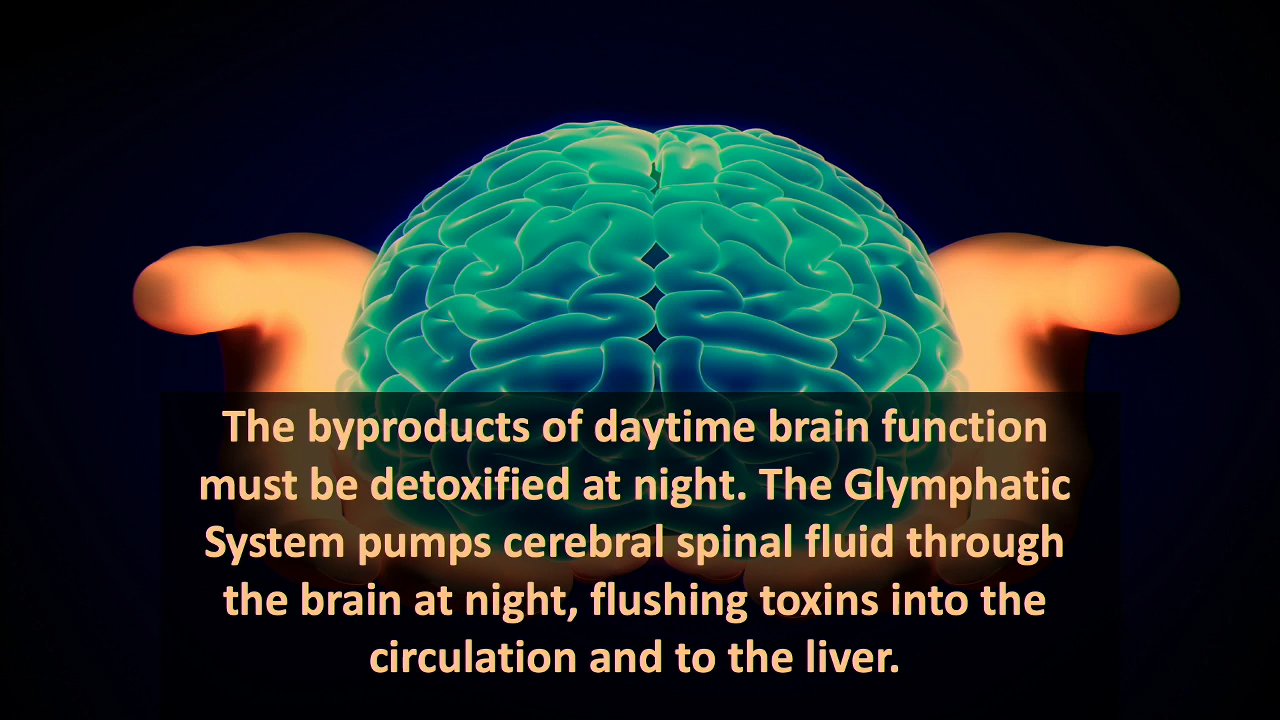 The byproducts of daytime brain function
must be detoxified at night. The Glymphatic
System pumps cerebral spinal fluid through
the brain at night, flushing toxins into the
circulation and to the liver.